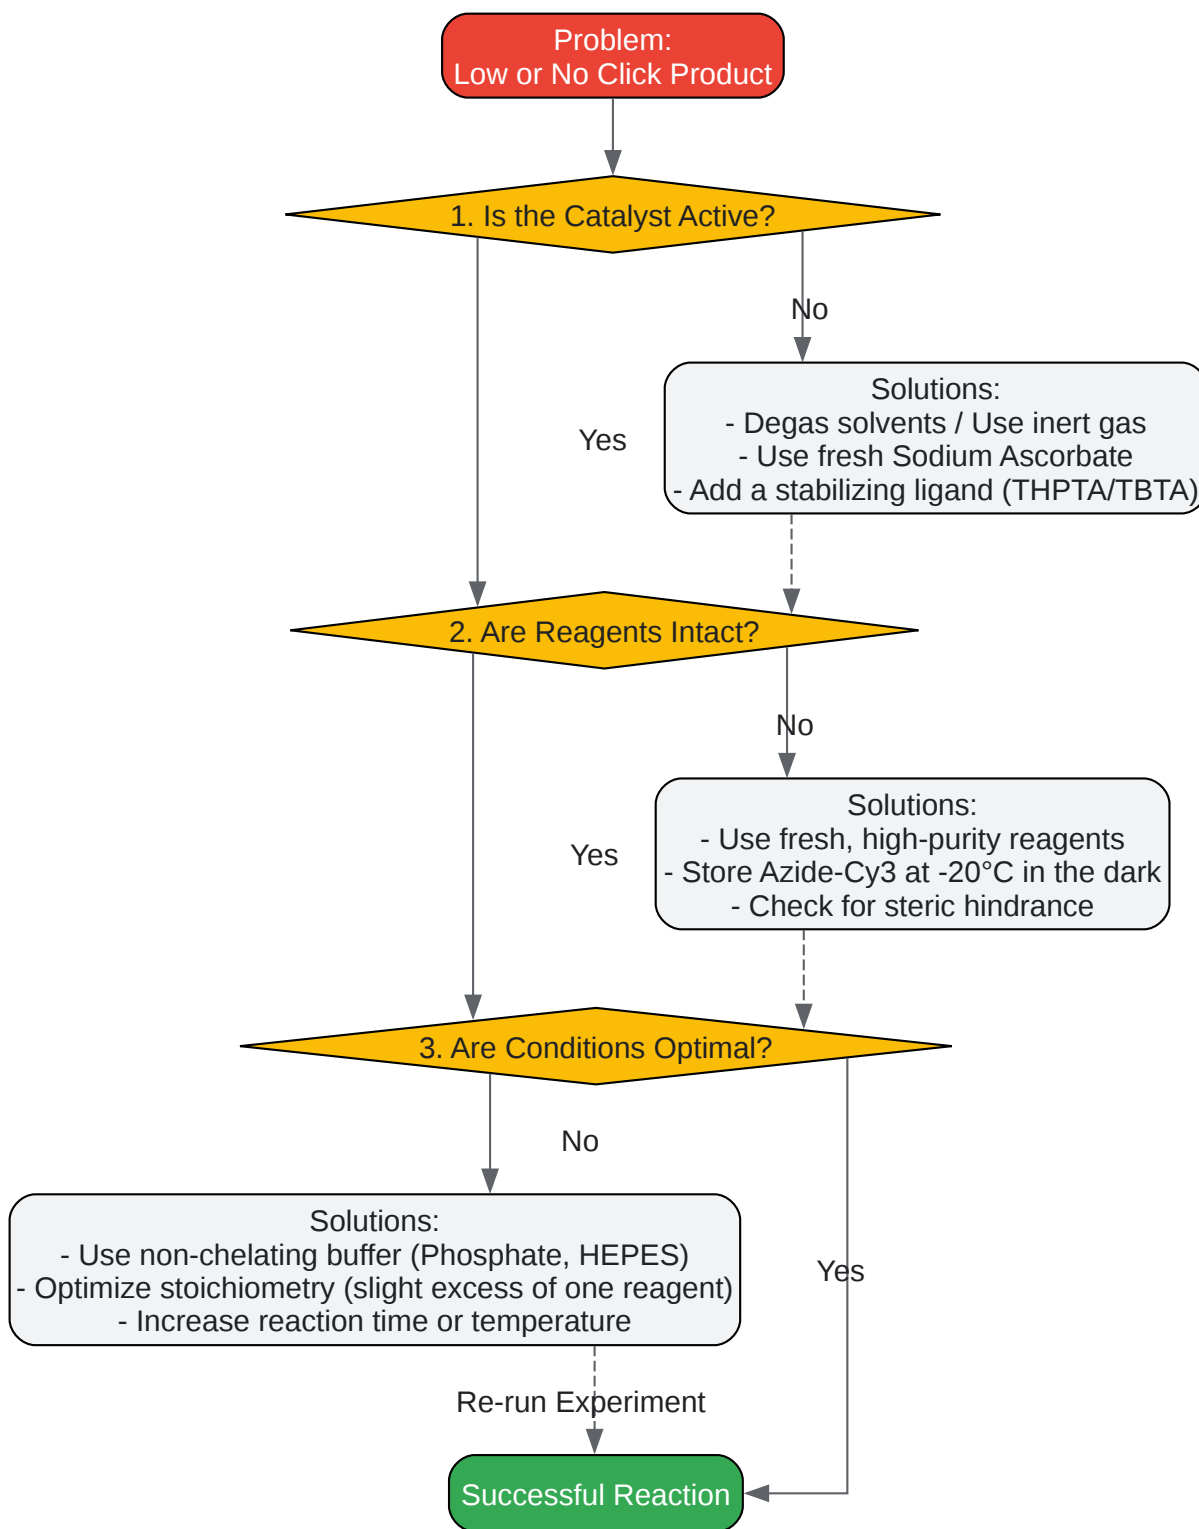 Problem:
Low or No Click Product
1. Is the Catalyst Active?
No
Solutions:
- Degas solvents / Use inert gas
- Use fresh Sodium Ascorbate
- Add a stabilizing ligand (THPTA/TBTA)
Yes
2. Are Reagents Intact?
No
Solutions:
- Use fresh, high-purity reagents
- Store Azide-Cy3 at -20°C in the dark
- Check for steric hindrance
Yes
3. Are Conditions Optimal?
No
Solutions:
- Use non-chelating buffer (Phosphate, HEPES)
- Optimize stoichiometry (slight excess of one reagent)
- Increase reaction time or temperature
Yes
Re-run Experiment
Successful Reaction